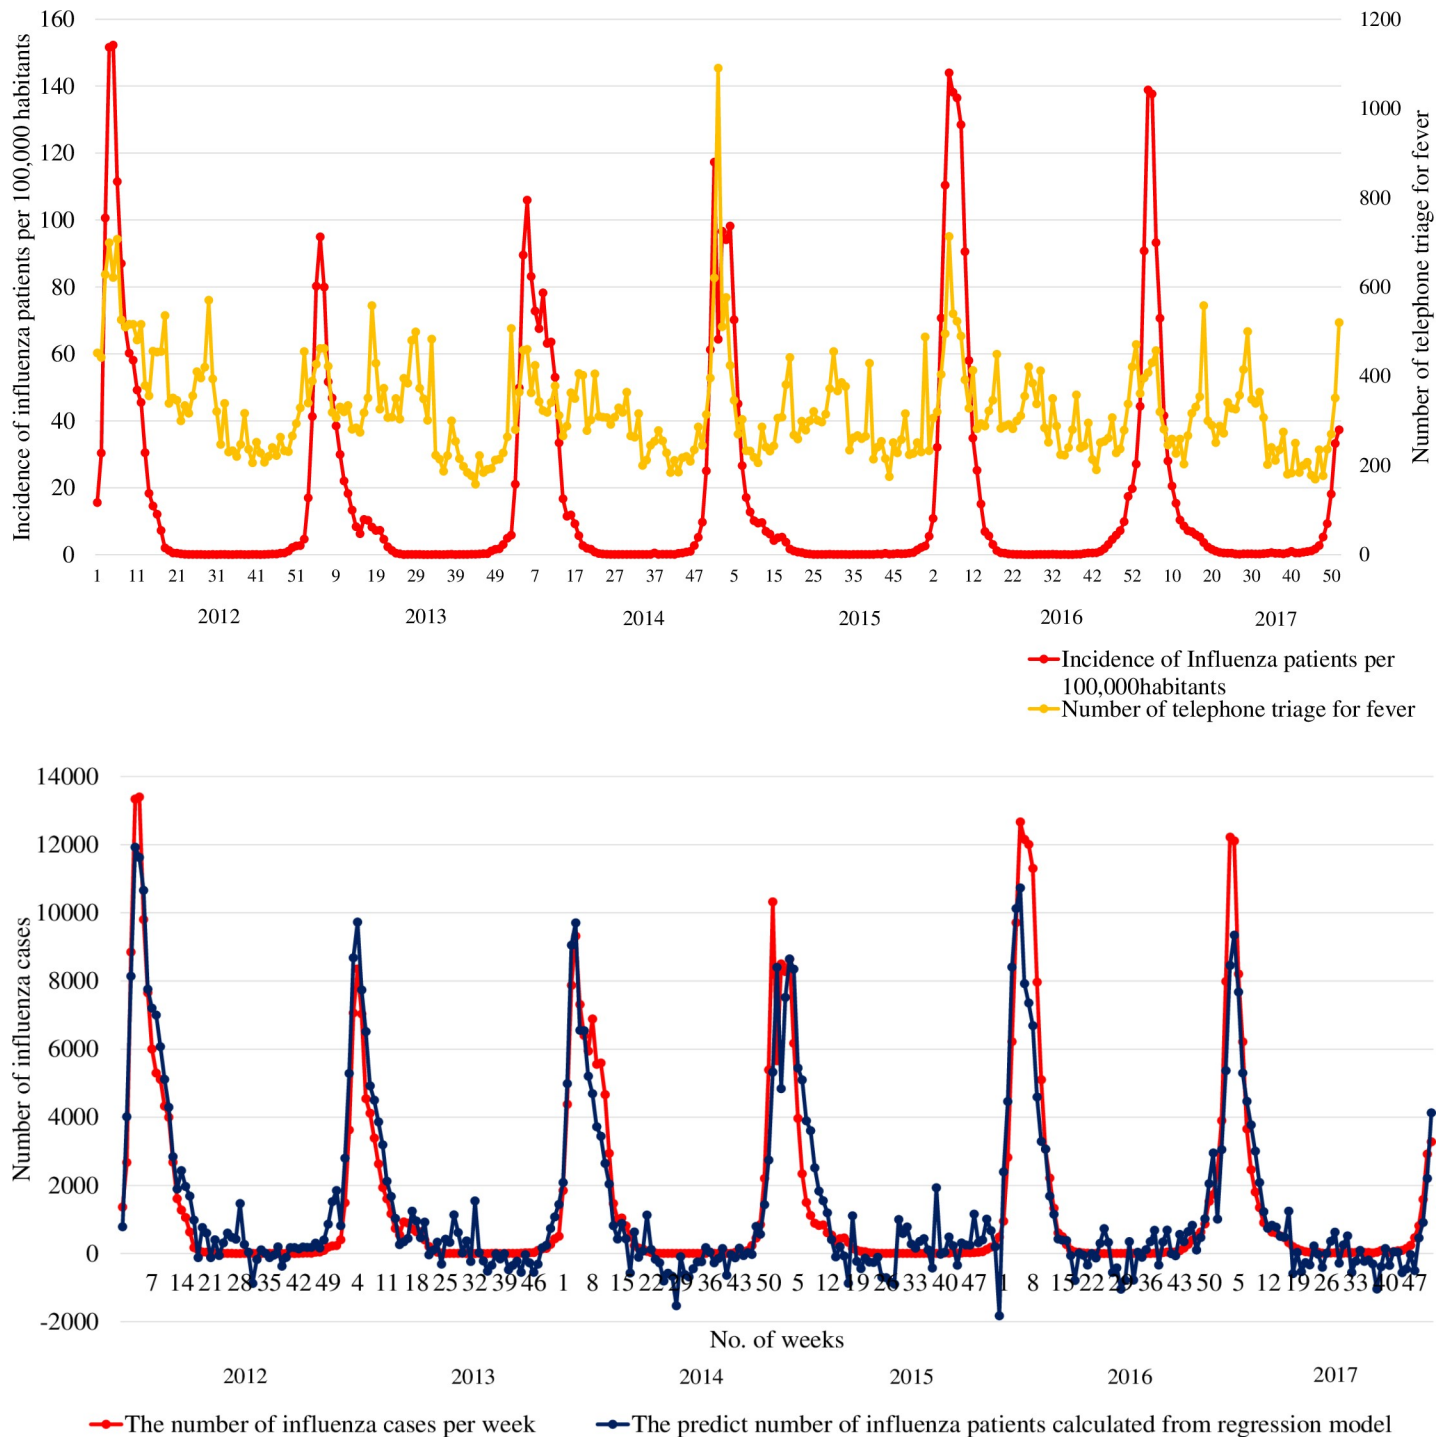 160
140
120
100
80
60
40
20
0
Incidence of influenza patients per 100,000 habitants
1200
1000
800
600
400
200
0
Number of telephone triage for fever
1 11 21 31 41 51 9 19 29 39 49 7 17 27 37 47 5 15 25 35 45 2 12 22 32 42 52 10 20 30 40 50
2012 2013 2014 2015 2016 2017
Incidence of Influenza patients per
100,000habitants
Number of telephone triage for fever
14000
12000
10000
8000
6000
4000
2000
0
-2000
Number of influenza cases
7 14 21 28 35 42 49 4 11 18 25 32 39 46 1 8 15 22 29 36 43 50 5 12 19 26 33 40 47 1 8 15 22 29 36 43 50 5 12 19 26 33 40 47
No. of weeks
2012 2013 2014 2015 2016 2017
The number of influenza cases per week
The predict number of influenza patients calculated from regression model